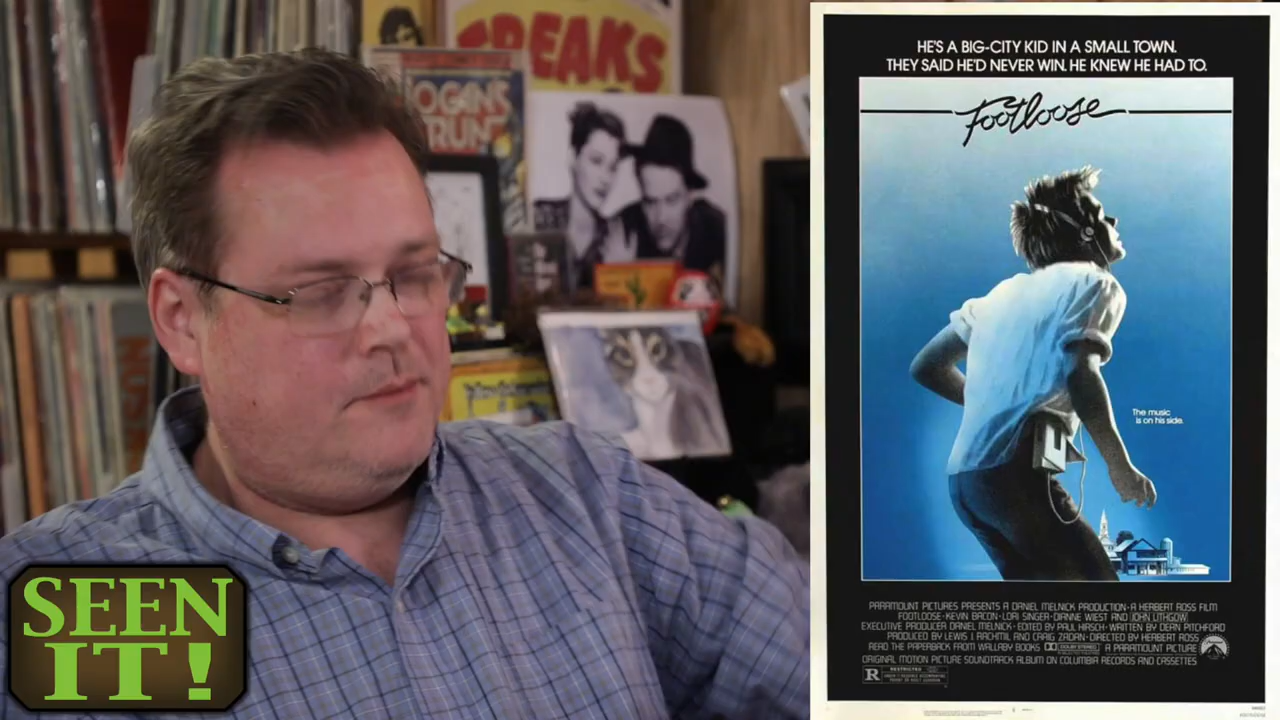 FREAKS
LOGAN'S
RUN
SEEN
IT!
HE'S A BIG-CITY KID IN A SMALL TOWN.
THEY SAID HE'D NEVER WIN. HE KNEW HE HAD TO.
Footloose
The music
is on his side.
PARAMOUNT PICTURES PRESENTS A DANIEL MELNICK PRODUCTION · A HERBERT ROSS FILM
FOOTLOOSE · KEVIN BACON · LORI SINGER · DIANNE WIEST AND JOHN LITHGOW
EXECUTIVE PRODUCER DANIEL MELNICK · EDITED BY PAUL HIRSCH · WRITTEN BY DEAN PITCHFORD
PRODUCED BY LEWIS J. RACHMIL AND CRAIG ZADAN · DIRECTED BY HERBERT ROSS
READ THE PAPERBACK FROM WALLABY BOOKS DOLBY STEREO A PARAMOUNT PICTURE
ORIGINAL MOTION PICTURE SOUNDTRACK ALBUM ON COLUMBIA RECORDS AND CASSETTES
R RESTRICTED